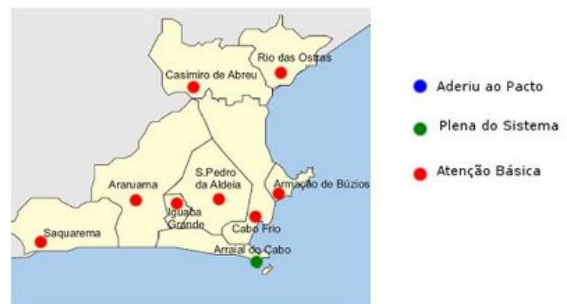 Rio das Ostras
Casimiro de Abreu
S.Pedro
da Aldeia
Araruama
Armação de Búzios
Iguaba
Grande
Cabo Frio
Saquarema
Arraial do Cabo
Aderiu ao Pacto
Plena do Sistema
Atenção Básica